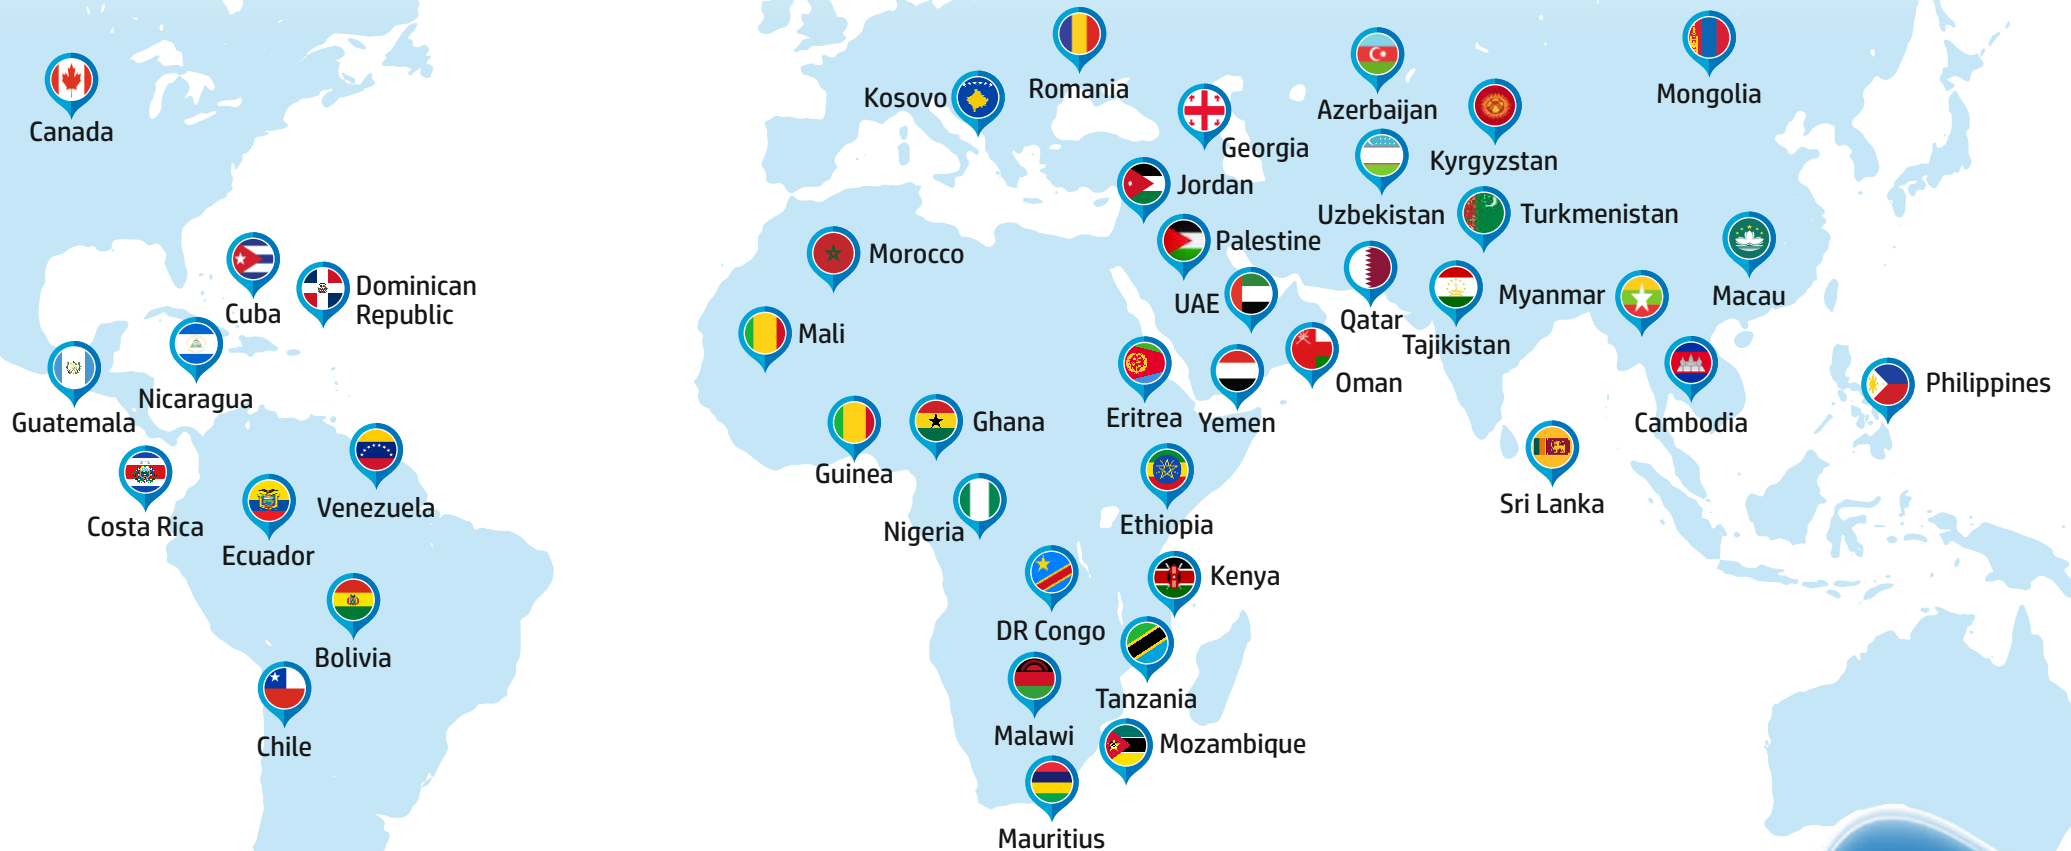 Canada
Cuba
Dominican
Republic
Guatemala
Nicaragua
Costa Rica
Venezuela
Ecuador
Bolivia
Chile
Kosovo
Romania
Georgia
Azerbaijan
Kyrgyzstan
Mongolia
Jordan
Uzbekistan
Turkmenistan
Morocco
Palestine
UAE
Qatar
Tajikistan
Myanmar
Macau
Mali
Eritrea
Yemen
Oman
Cambodia
Philippines
Guinea
Ghana
Nigeria
Ethiopia
Sri Lanka
DR Congo
Kenya
Tanzania
Malawi
Mozambique
Mauritius